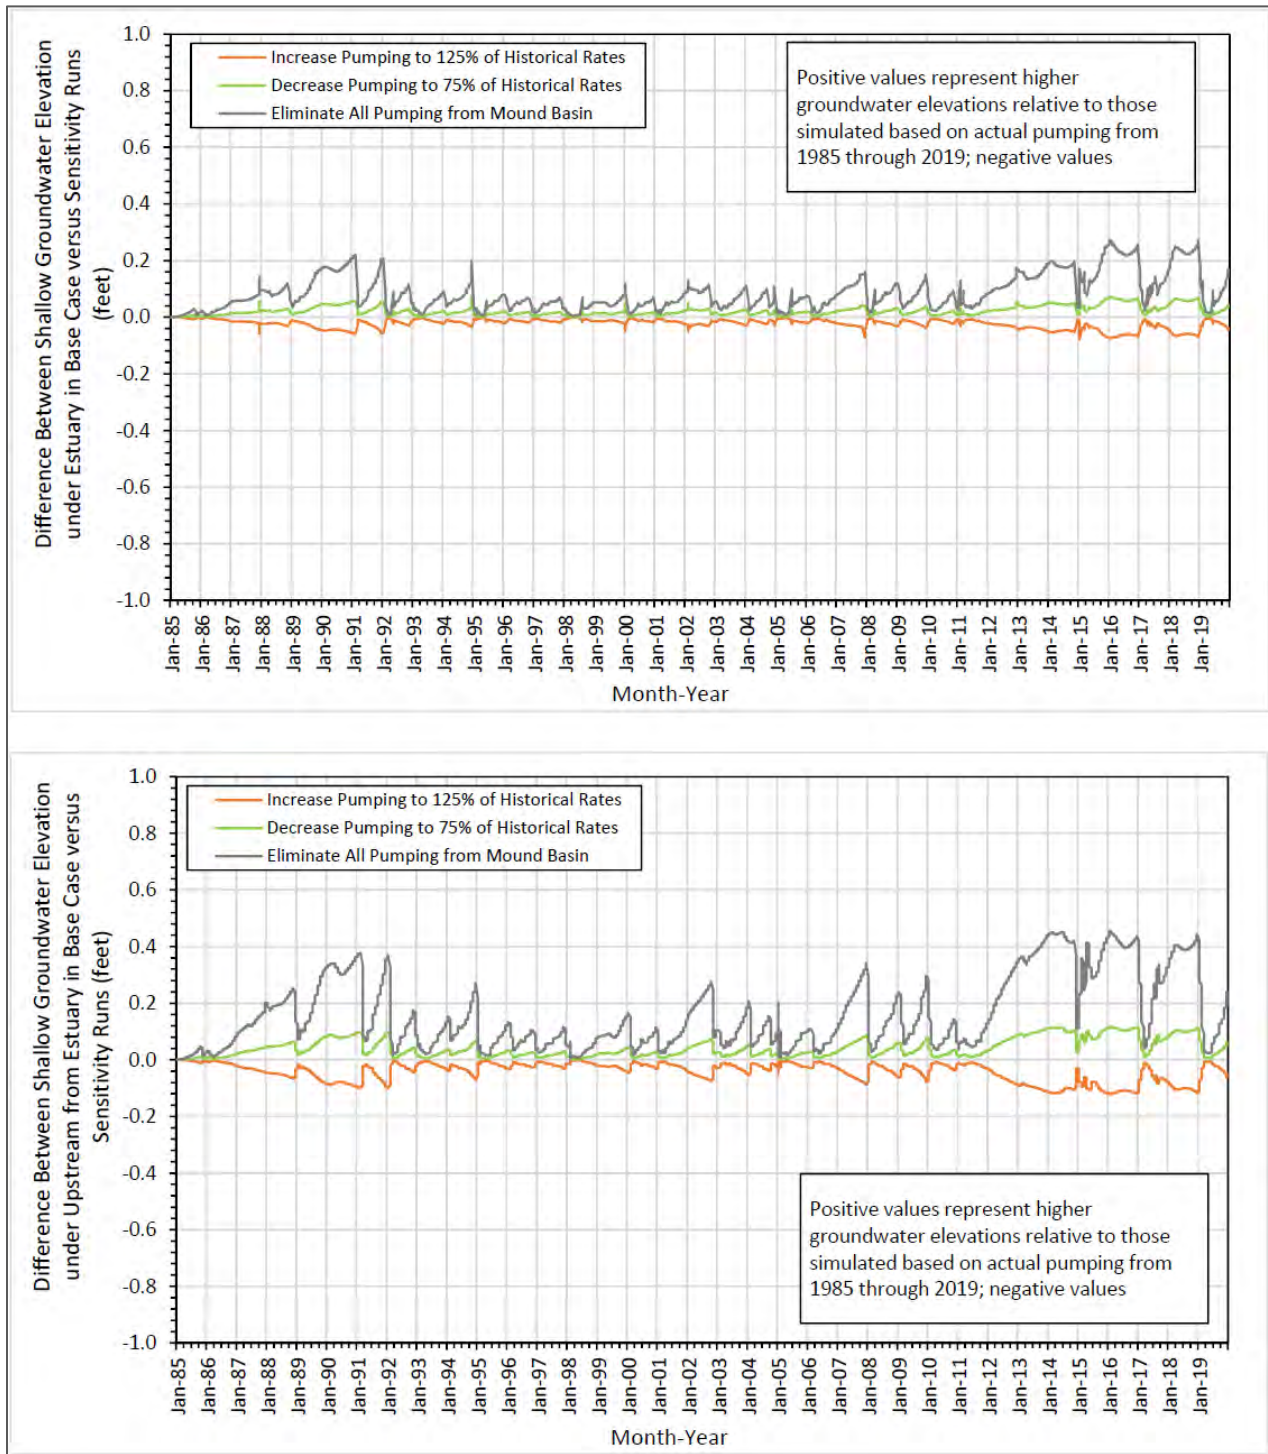 Difference Between Shallow Groundwater Elevation
under Estuary in Base Case versus Sensitivity Runs
(feet)
1.0
0.8
0.6
0.4
0.2
0.0
-0.2
-0.4
-0.6
-0.8
-1.0
Increase Pumping to 125% of Historical Rates
Decrease Pumping to 75% of Historical Rates
Eliminate All Pumping from Mound Basin
Positive values represent higher
groundwater elevations relative to those
simulated based on actual pumping from
1985 through 2019; negative values
Jan-85
Jan-86
Jan-87
Jan-88
Jan-89
Jan-90
Jan-91
Jan-92
Jan-93
Jan-94
Jan-95
Jan-96
Jan-97
Jan-98
Jan-99
Jan-00
Jan-01
Jan-02
Jan-03
Jan-04
Jan-05
Jan-06
Jan-07
Jan-08
Jan-09
Jan-10
Jan-11
Jan-12
Jan-13
Jan-14
Jan-15
Jan-16
Jan-17
Jan-18
Jan-19
Month-Year
Difference Between Shallow Groundwater Elevation
under Upstream from Estuary in Base Case versus
Sensitivity Runs (feet)
1.0
0.8
0.6
0.4
0.2
0.0
-0.2
-0.4
-0.6
-0.8
-1.0
Increase Pumping to 125% of Historical Rates
Decrease Pumping to 75% of Historical Rates
Eliminate All Pumping from Mound Basin
Positive values represent higher
groundwater elevations relative to those
simulated based on actual pumping from
1985 through 2019; negative values
Jan-85
Jan-86
Jan-87
Jan-88
Jan-89
Jan-90
Jan-91
Jan-92
Jan-93
Jan-94
Jan-95
Jan-96
Jan-97
Jan-98
Jan-99
Jan-00
Jan-01
Jan-02
Jan-03
Jan-04
Jan-05
Jan-06
Jan-07
Jan-08
Jan-09
Jan-10
Jan-11
Jan-12
Jan-13
Jan-14
Jan-15
Jan-16
Jan-17
Jan-18
Jan-19
Month-Year